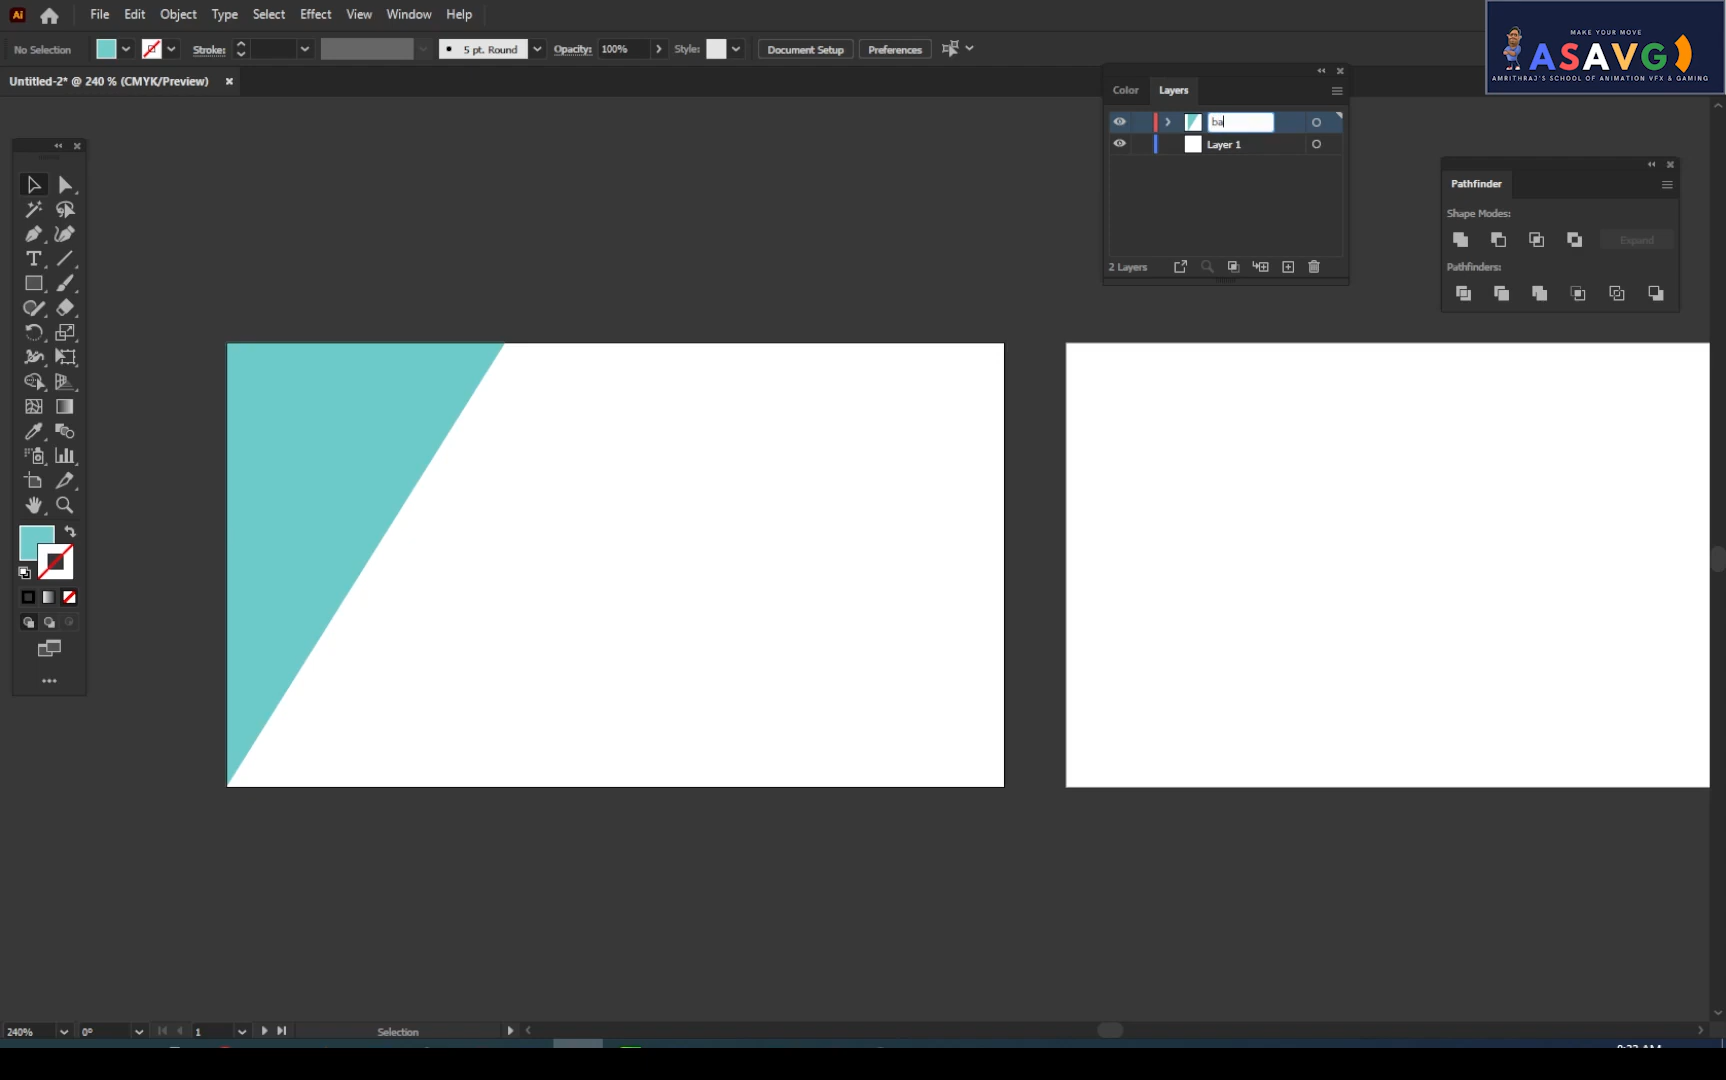 Ai File Edit Object Type Select Effect View Window Help
No Selection Stroke: 5 pt. Round Opacity: 100% Style: Document Setup Preferences
MAKE YOUR MOVE
ASAVG
AMRITHRAJ'S SCHOOL OF ANIMATION VFX & GAMING
Untitled-2* @ 240 % (CMYK/Preview)
Color Layers
ba
Layer 1
2 Layers
Pathfinder
Shape Modes:
Expand
Pathfinders:
240% 0° 1 Selection